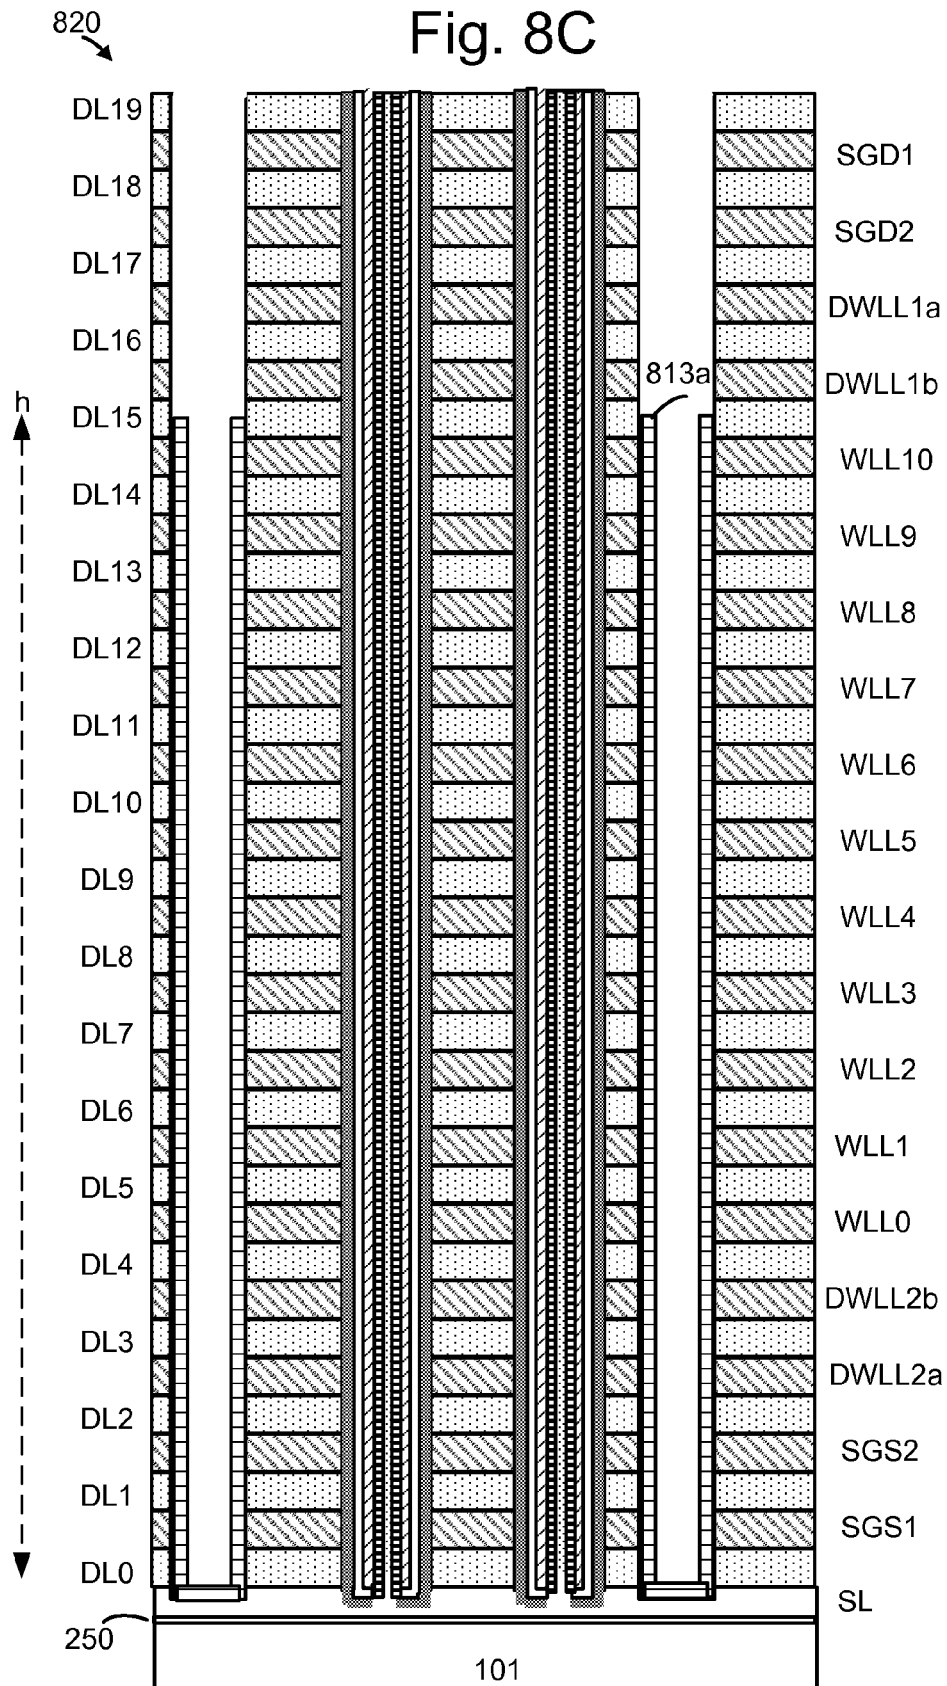 Fig. 8C
820
DL19
SGD1
DL18
SGD2
DL17
DWLL1a
DL16
813a
DWLL1b
h
DL15
WLL10
DL14
WLL9
DL13
WLL8
DL12
WLL7
DL11
WLL6
DL10
WLL5
DL9
WLL4
DL8
WLL3
DL7
WLL2
DL6
WLL1
DL5
WLL0
DL4
DWLL2b
DL3
DWLL2a
DL2
SGS2
DL1
SGS1
DL0
SL
250
101